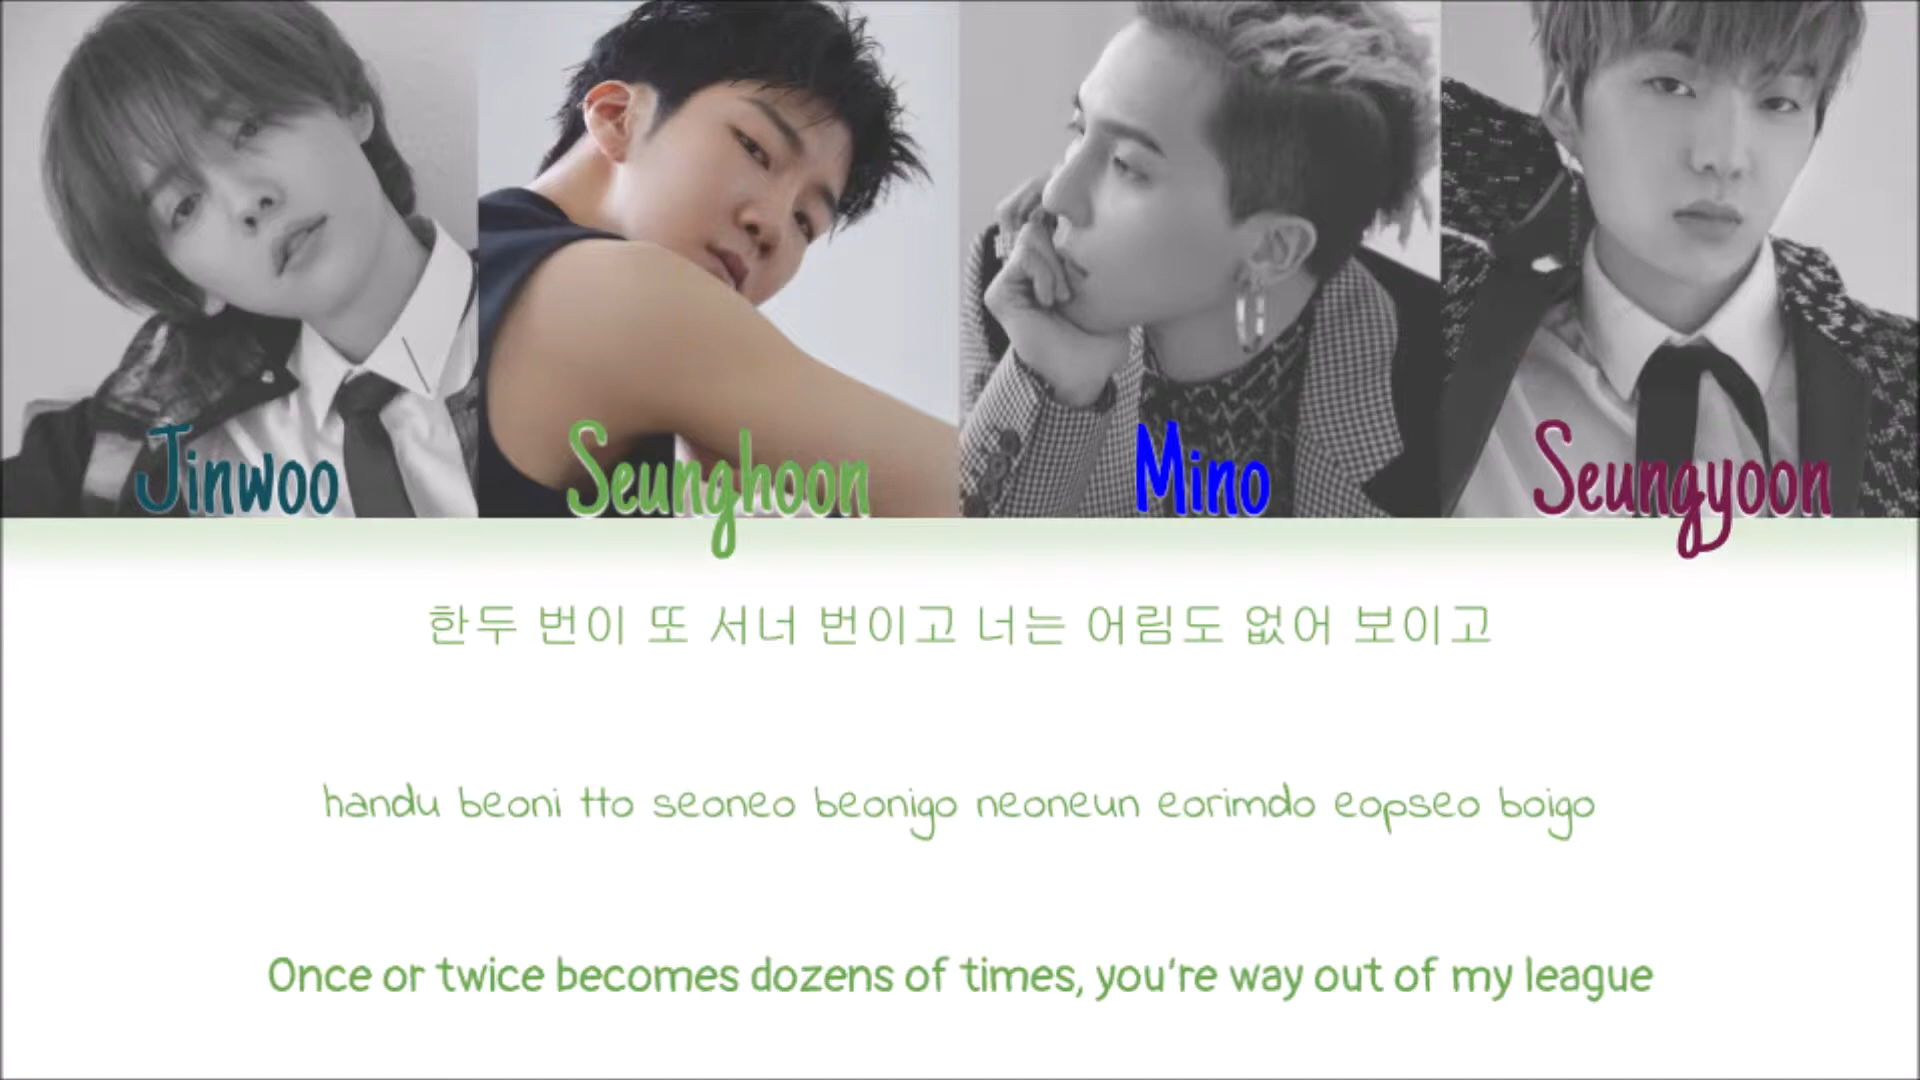 Jinwoo
Seunghoon
Mino
Seungyoon
한두 번이 또 서너 번이고 너는 어림도 없어 보이고
handu beoni tto seoneo beonigo neoneun eorimdo eopseo boigo
Once or twice becomes dozens of times, you're way out of my league